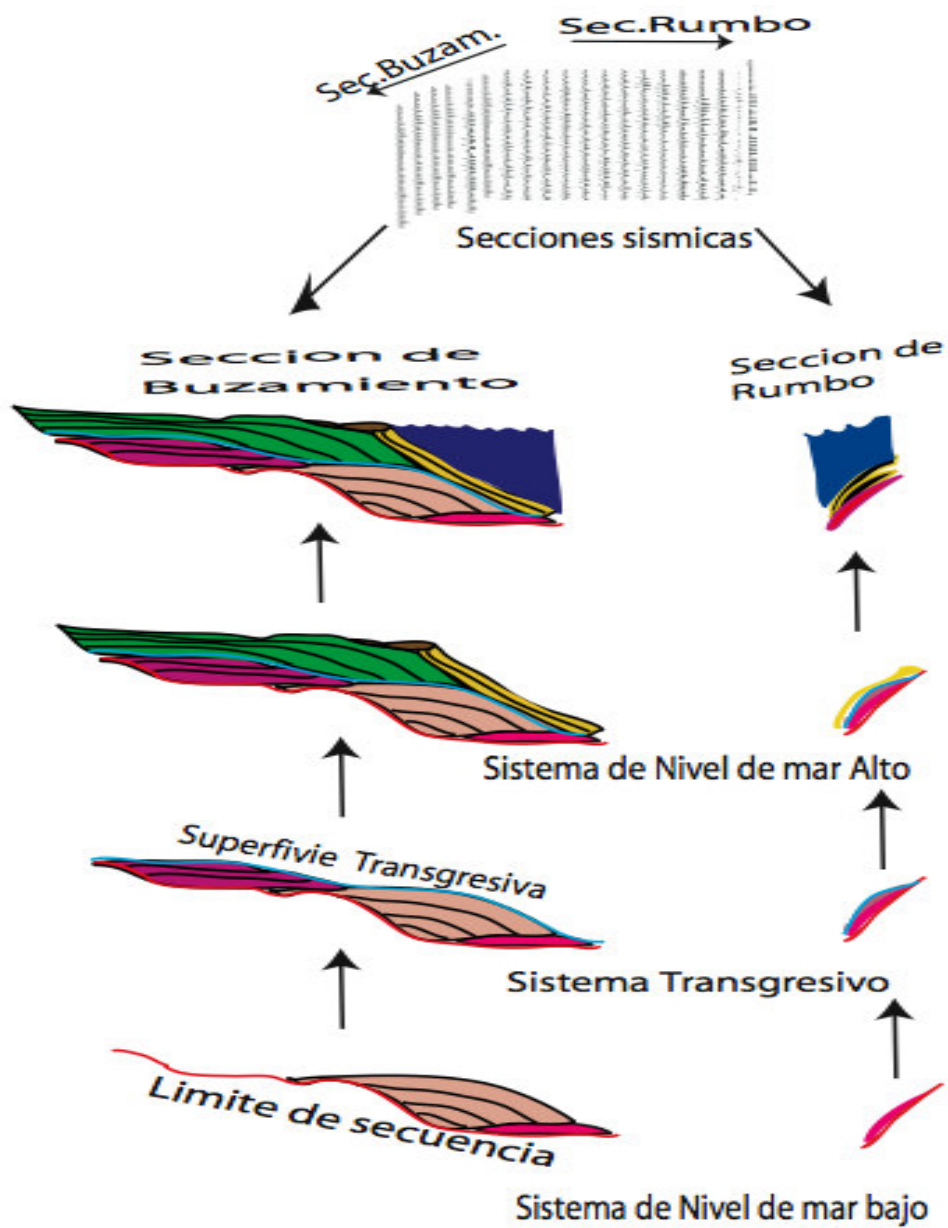 Sec.Buzam.
Sec.Rumbo
Secciones sismicas
Seccion de
Buzamiento
Seccion de
Rumbo
Sistema de Nivel de mar Alto
Superfivie Transgresiva
Sistema Transgresivo
Limite de secuencia
Sistema de Nivel de mar bajo